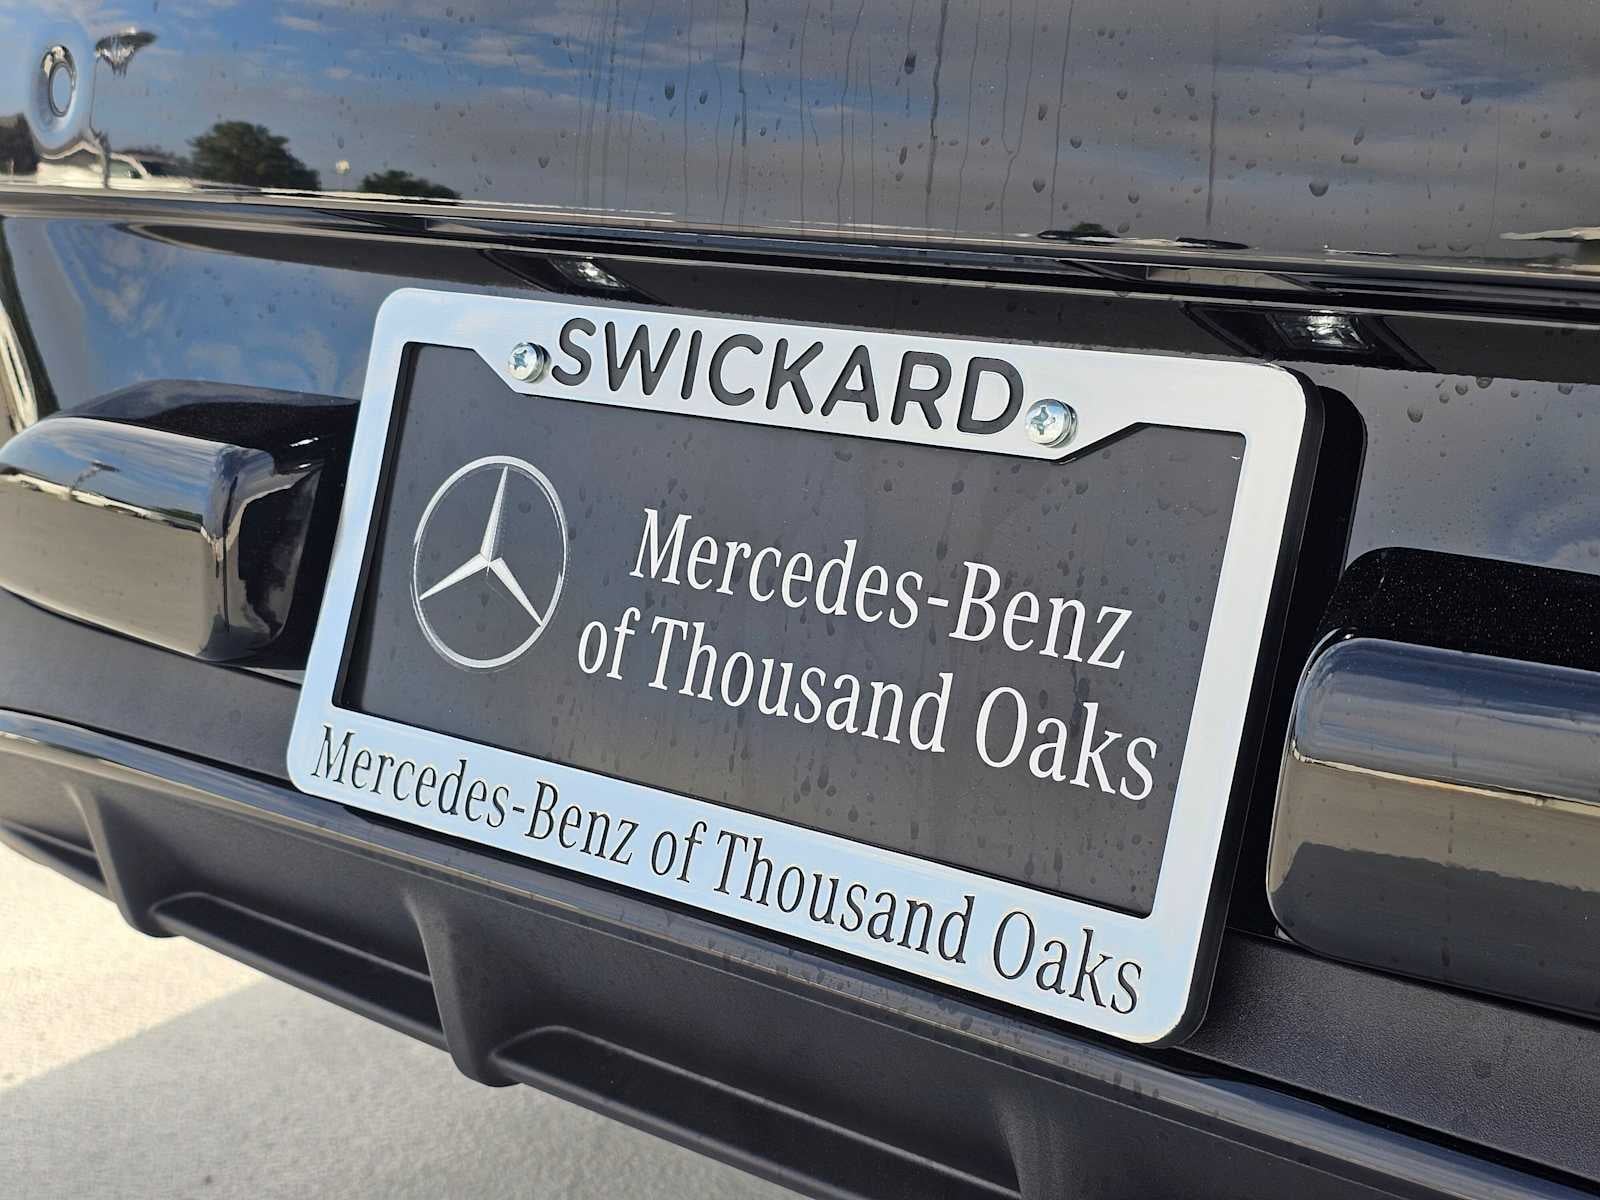 SWICKARD
Mercedes-Benz
of Thousand Oaks
Mercedes-Benz of Thousand Oaks